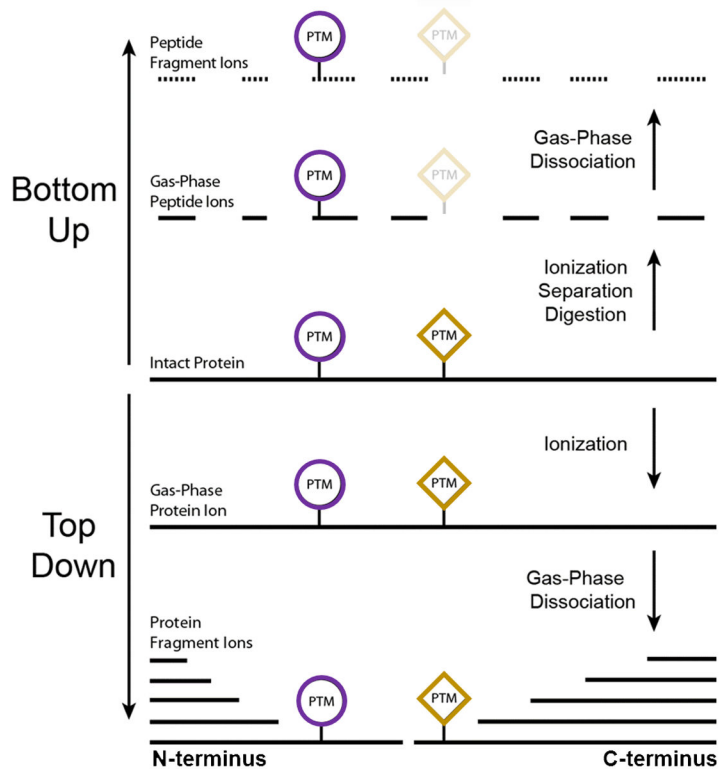 Peptide
Fragment Ions
PTM
PTM
Gas-Phase
Dissociation
Bottom
Up
Gas-Phase
Peptide Ions
PTM
PTM
Ionization
Separation
Digestion
PTM
PTM
Intact Protein
Ionization
Gas-Phase
Protein Ion
PTM
PTM
Top
Down
Gas-Phase
Dissociation
Protein
Fragment Ions
PTM
PTM
N-terminus
C-terminus